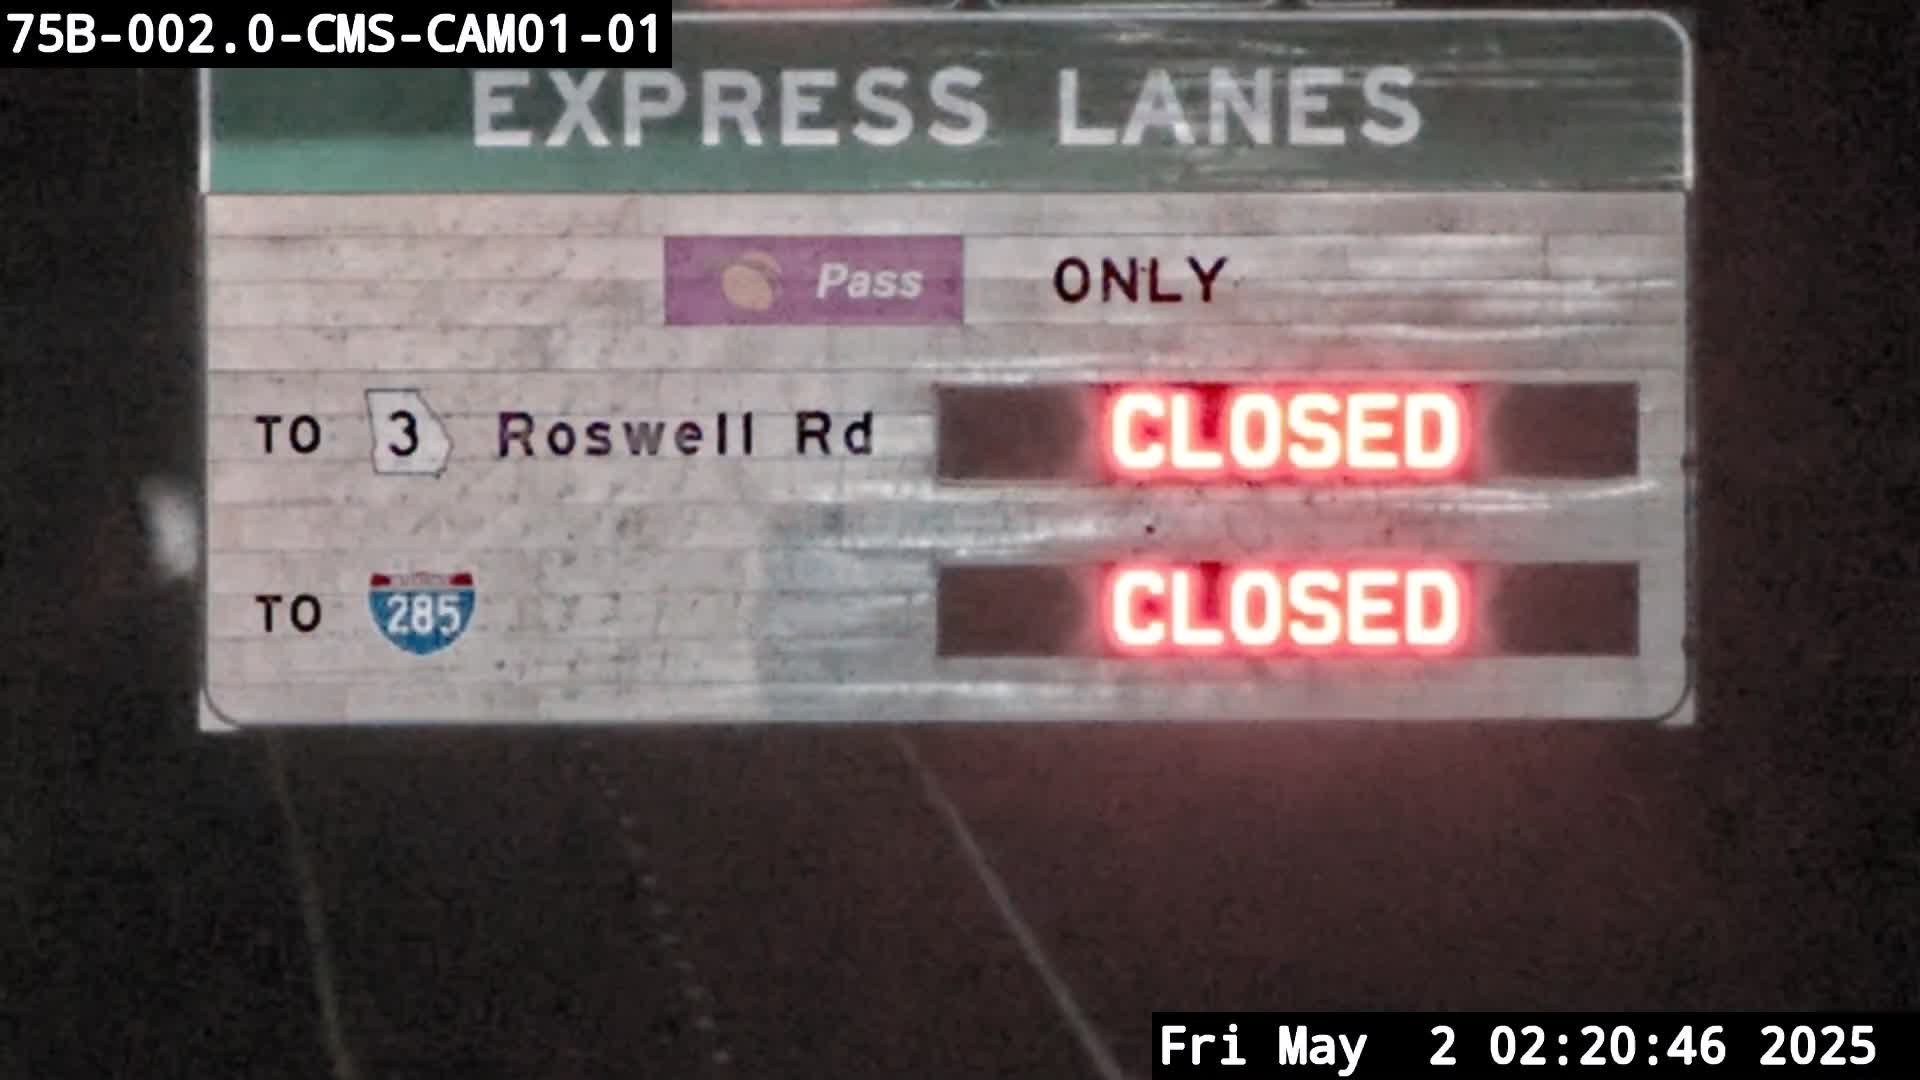 75B-002.0-CMS-CAM01-01
EXPRESS LANES
Pass ONLY
TO 3 Roswell Rd CLOSED
TO 285 CLOSED
Fri May 2 02:20:46 2025